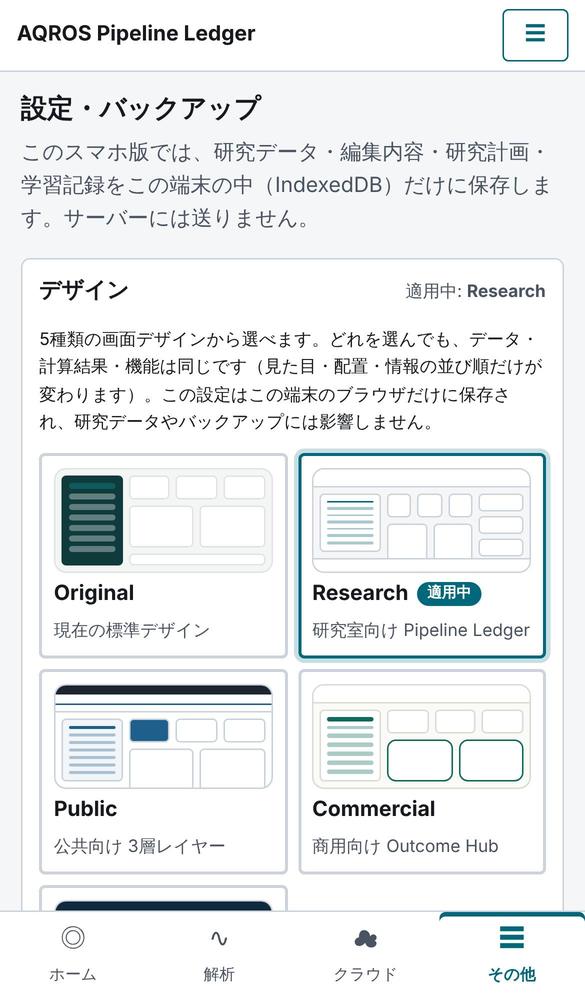 AQROS Pipeline Ledger
設定・バックアップ
このスマホ版では、研究データ・編集内容・研究計画・
学習記録をこの端末の中（IndexedDB）だけに保存しま
す。サーバーには送りません。
デザイン
適用中: Research
5種類の画面デザインから選べます。どれを選んでも、データ・
計算結果・機能は同じです（見た目・配置・情報の並び順だけが
変わります）。この設定はこの端末のブラウザだけに保存さ
れ、研究データやバックアップには影響しません。
Original
現在の標準デザイン
Research 適用中
研究室向け Pipeline Ledger
Public
公共向け 3層レイヤー
Commercial
商用向け Outcome Hub
ホーム
解析
クラウド
その他